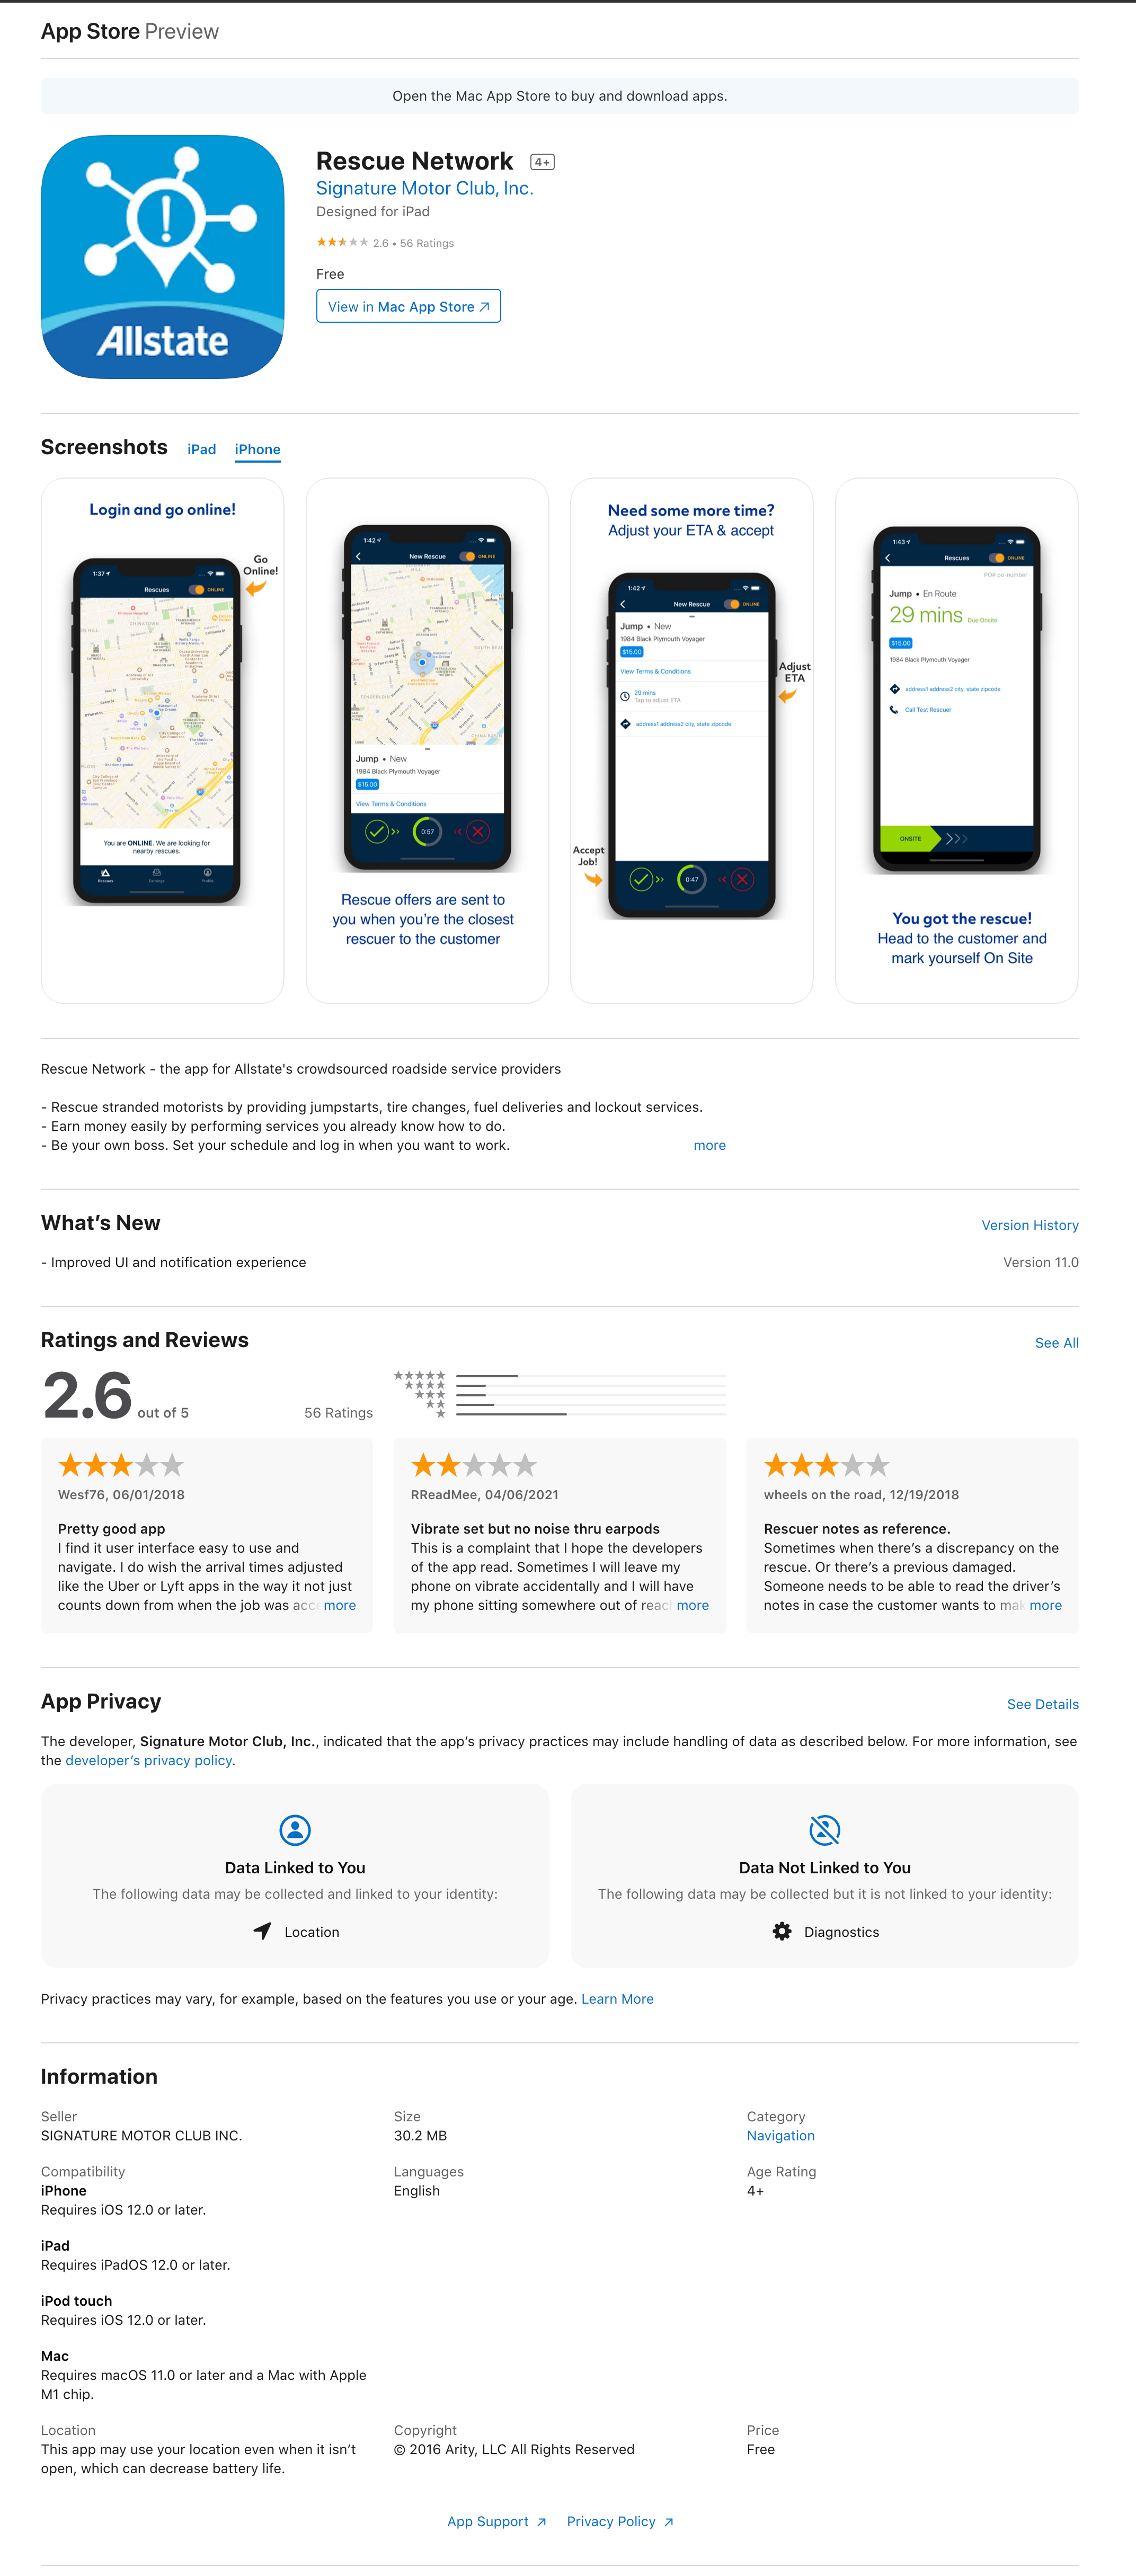 App Store Preview
Open the Mac App Store to buy and download apps.
Allstate
Rescue Network 4+
Signature Motor Club, Inc.
Designed for iPad
2.6 • 56 Ratings
Free
View in Mac App Store ↗
Screenshots iPad iPhone
Login and go online!
Go
Online!
1:37
Rescues ONLINE
You are ONLINE. We are looking for
nearby rescues.
Rescues Earnings Profile
1:42
New Rescue ONLINE
Jump • New
1984 Black Plymouth Voyager
$15.00
View Terms & Conditions
0:57
Rescue offers are sent to
you when you're the closest
rescuer to the customer
Need some more time?
Adjust your ETA & accept
1:42
New Rescue ONLINE
Jump • New
1984 Black Plymouth Voyager
$15.00
View Terms & Conditions
Adjust
ETA
29 mins
Tap to adjust ETA
address1 address2 city, state zipcode
Accept
Job!
0:47
1:43
Rescues ONLINE
PO# po-number
Jump • En Route
29 mins Due Onsite
$15.00
1984 Black Plymouth Voyager
address1 address2 city, state zipcode
Call Test Rescuer
ONSITE
You got the rescue!
Head to the customer and
mark yourself On Site
Rescue Network - the app for Allstate's crowdsourced roadside service providers
- Rescue stranded motorists by providing jumpstarts, tire changes, fuel deliveries and lockout services.
- Earn money easily by performing services you already know how to do.
- Be your own boss. Set your schedule and log in when you want to work. more
What's New Version History
- Improved UI and notification experience Version 11.0
Ratings and Reviews See All
2.6 out of 5 56 Ratings
Wesf76, 06/01/2018
Pretty good app
I find it user interface easy to use and
navigate. I do wish the arrival times adjusted
like the Uber or Lyft apps in the way it not just
counts down from when the job was acce more
RReadMee, 04/06/2021
Vibrate set but no noise thru earpods
This is a complaint that I hope the developers
of the app read. Sometimes I will leave my
phone on vibrate accidentally and I will have
my phone sitting somewhere out of reac more
wheels on the road, 12/19/2018
Rescuer notes as reference.
Sometimes when there's a discrepancy on the
rescue. Or there's a previous damaged.
Someone needs to be able to read the driver's
notes in case the customer wants to mak more
App Privacy See Details
The developer, Signature Motor Club, Inc., indicated that the app's privacy practices may include handling of data as described below. For more information, see
the developer's privacy policy.
Data Linked to You
The following data may be collected and linked to your identity:
Location
Data Not Linked to You
The following data may be collected but it is not linked to your identity:
Diagnostics
Privacy practices may vary, for example, based on the features you use or your age. Learn More
Information
Seller
SIGNATURE MOTOR CLUB INC.
Size
30.2 MB
Category
Navigation
Compatibility
iPhone
Requires iOS 12.0 or later.
iPad
Requires iPadOS 12.0 or later.
iPod touch
Requires iOS 12.0 or later.
Mac
Requires macOS 11.0 or later and a Mac with Apple
M1 chip.
Languages
English
Age Rating
4+
Location
This app may use your location even when it isn't
open, which can decrease battery life.
Copyright
© 2016 Arity, LLC All Rights Reserved
Price
Free
App Support ↗ Privacy Policy ↗